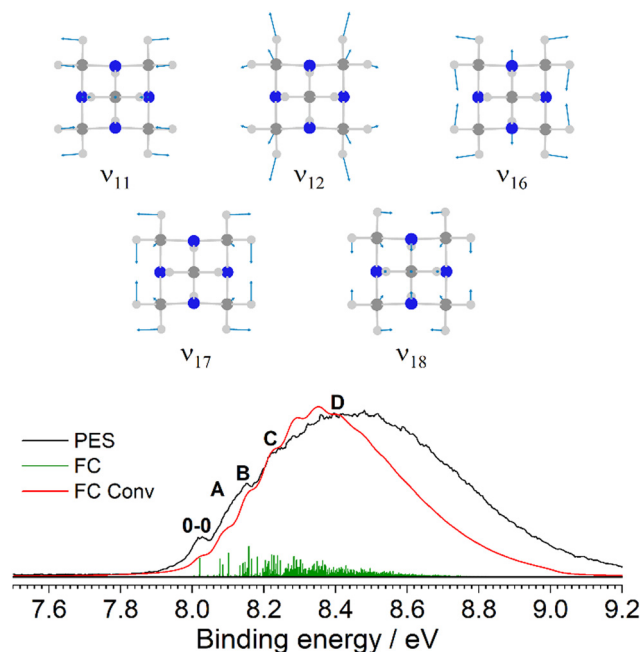 ν11
ν12
ν16
ν17
ν18
PES
FC
FC Conv
0-0
A
B
C
D
7.6 7.8 8.0 8.2 8.4 8.6 8.8 9.0 9.2
Binding energy / eV